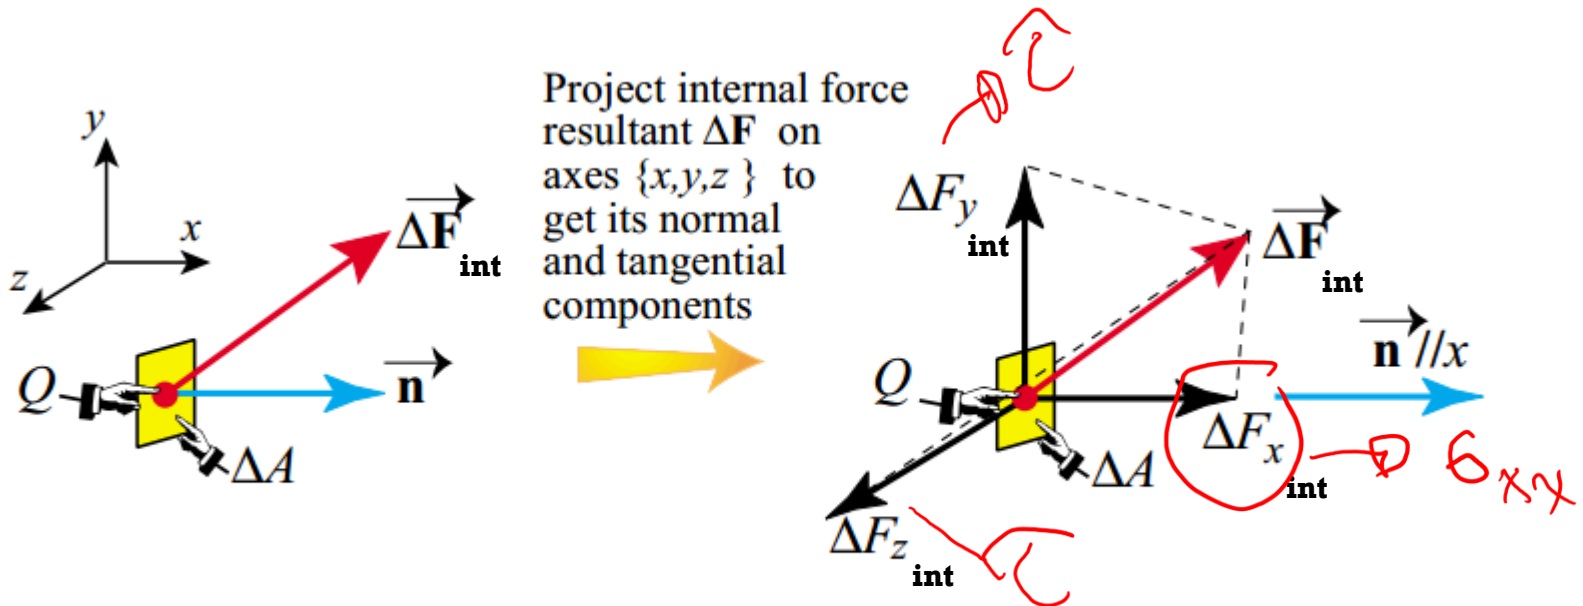 y
x
z
ΔF
int
n
Q
ΔA
Project internal force
resultant ΔF on
axes {x,y,z } to
get its normal
and tangential
components
τ
ΔFy
int
ΔF
int
n //x
Q
ΔA
ΔFx
int
σxx
ΔFz
int
τ